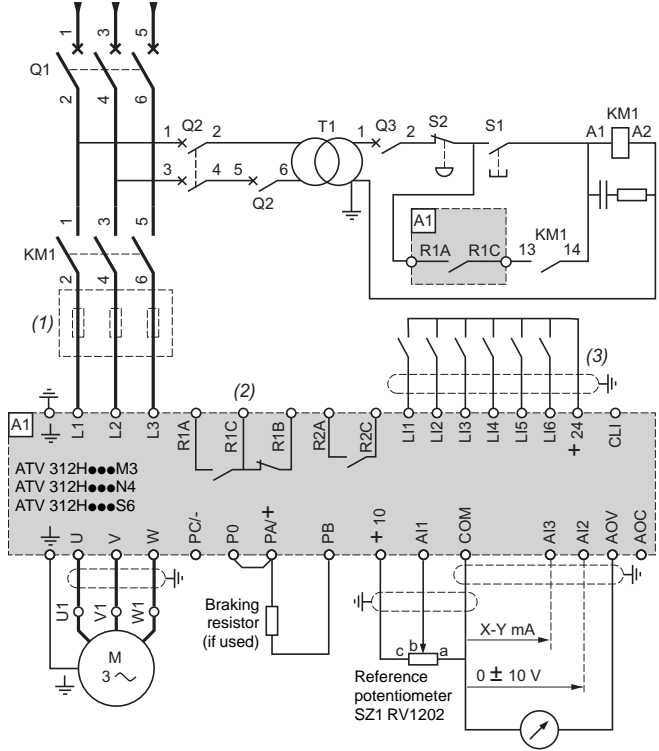 1 3 5
Q1
2 4 6
1 Q2 2
3 4 5 6
Q2
T1
1 Q3 2
S2
S1
KM1
A1 A2
A1
R1A R1C
KM1
13 14
1 3 5
KM1
2 4 6
(1)
(2)
(3)
A1
L1 L2 L3 R1A R1C R1B R2A R2C LI1 LI2 LI3 LI4 LI5 LI6 + 24 CLI
ATV 312H●●●M3
ATV 312H●●●N4
ATV 312H●●●S6
U V W PC/- P0 PA/+ PB + 10 AI1 COM AI3 AI2 AOV AOC
U1 V1 W1
M
3 ~
Braking
resistor
(if used)
c b a
Reference
potentiometer
SZ1 RV1202
X-Y mA
0 ± 10 V